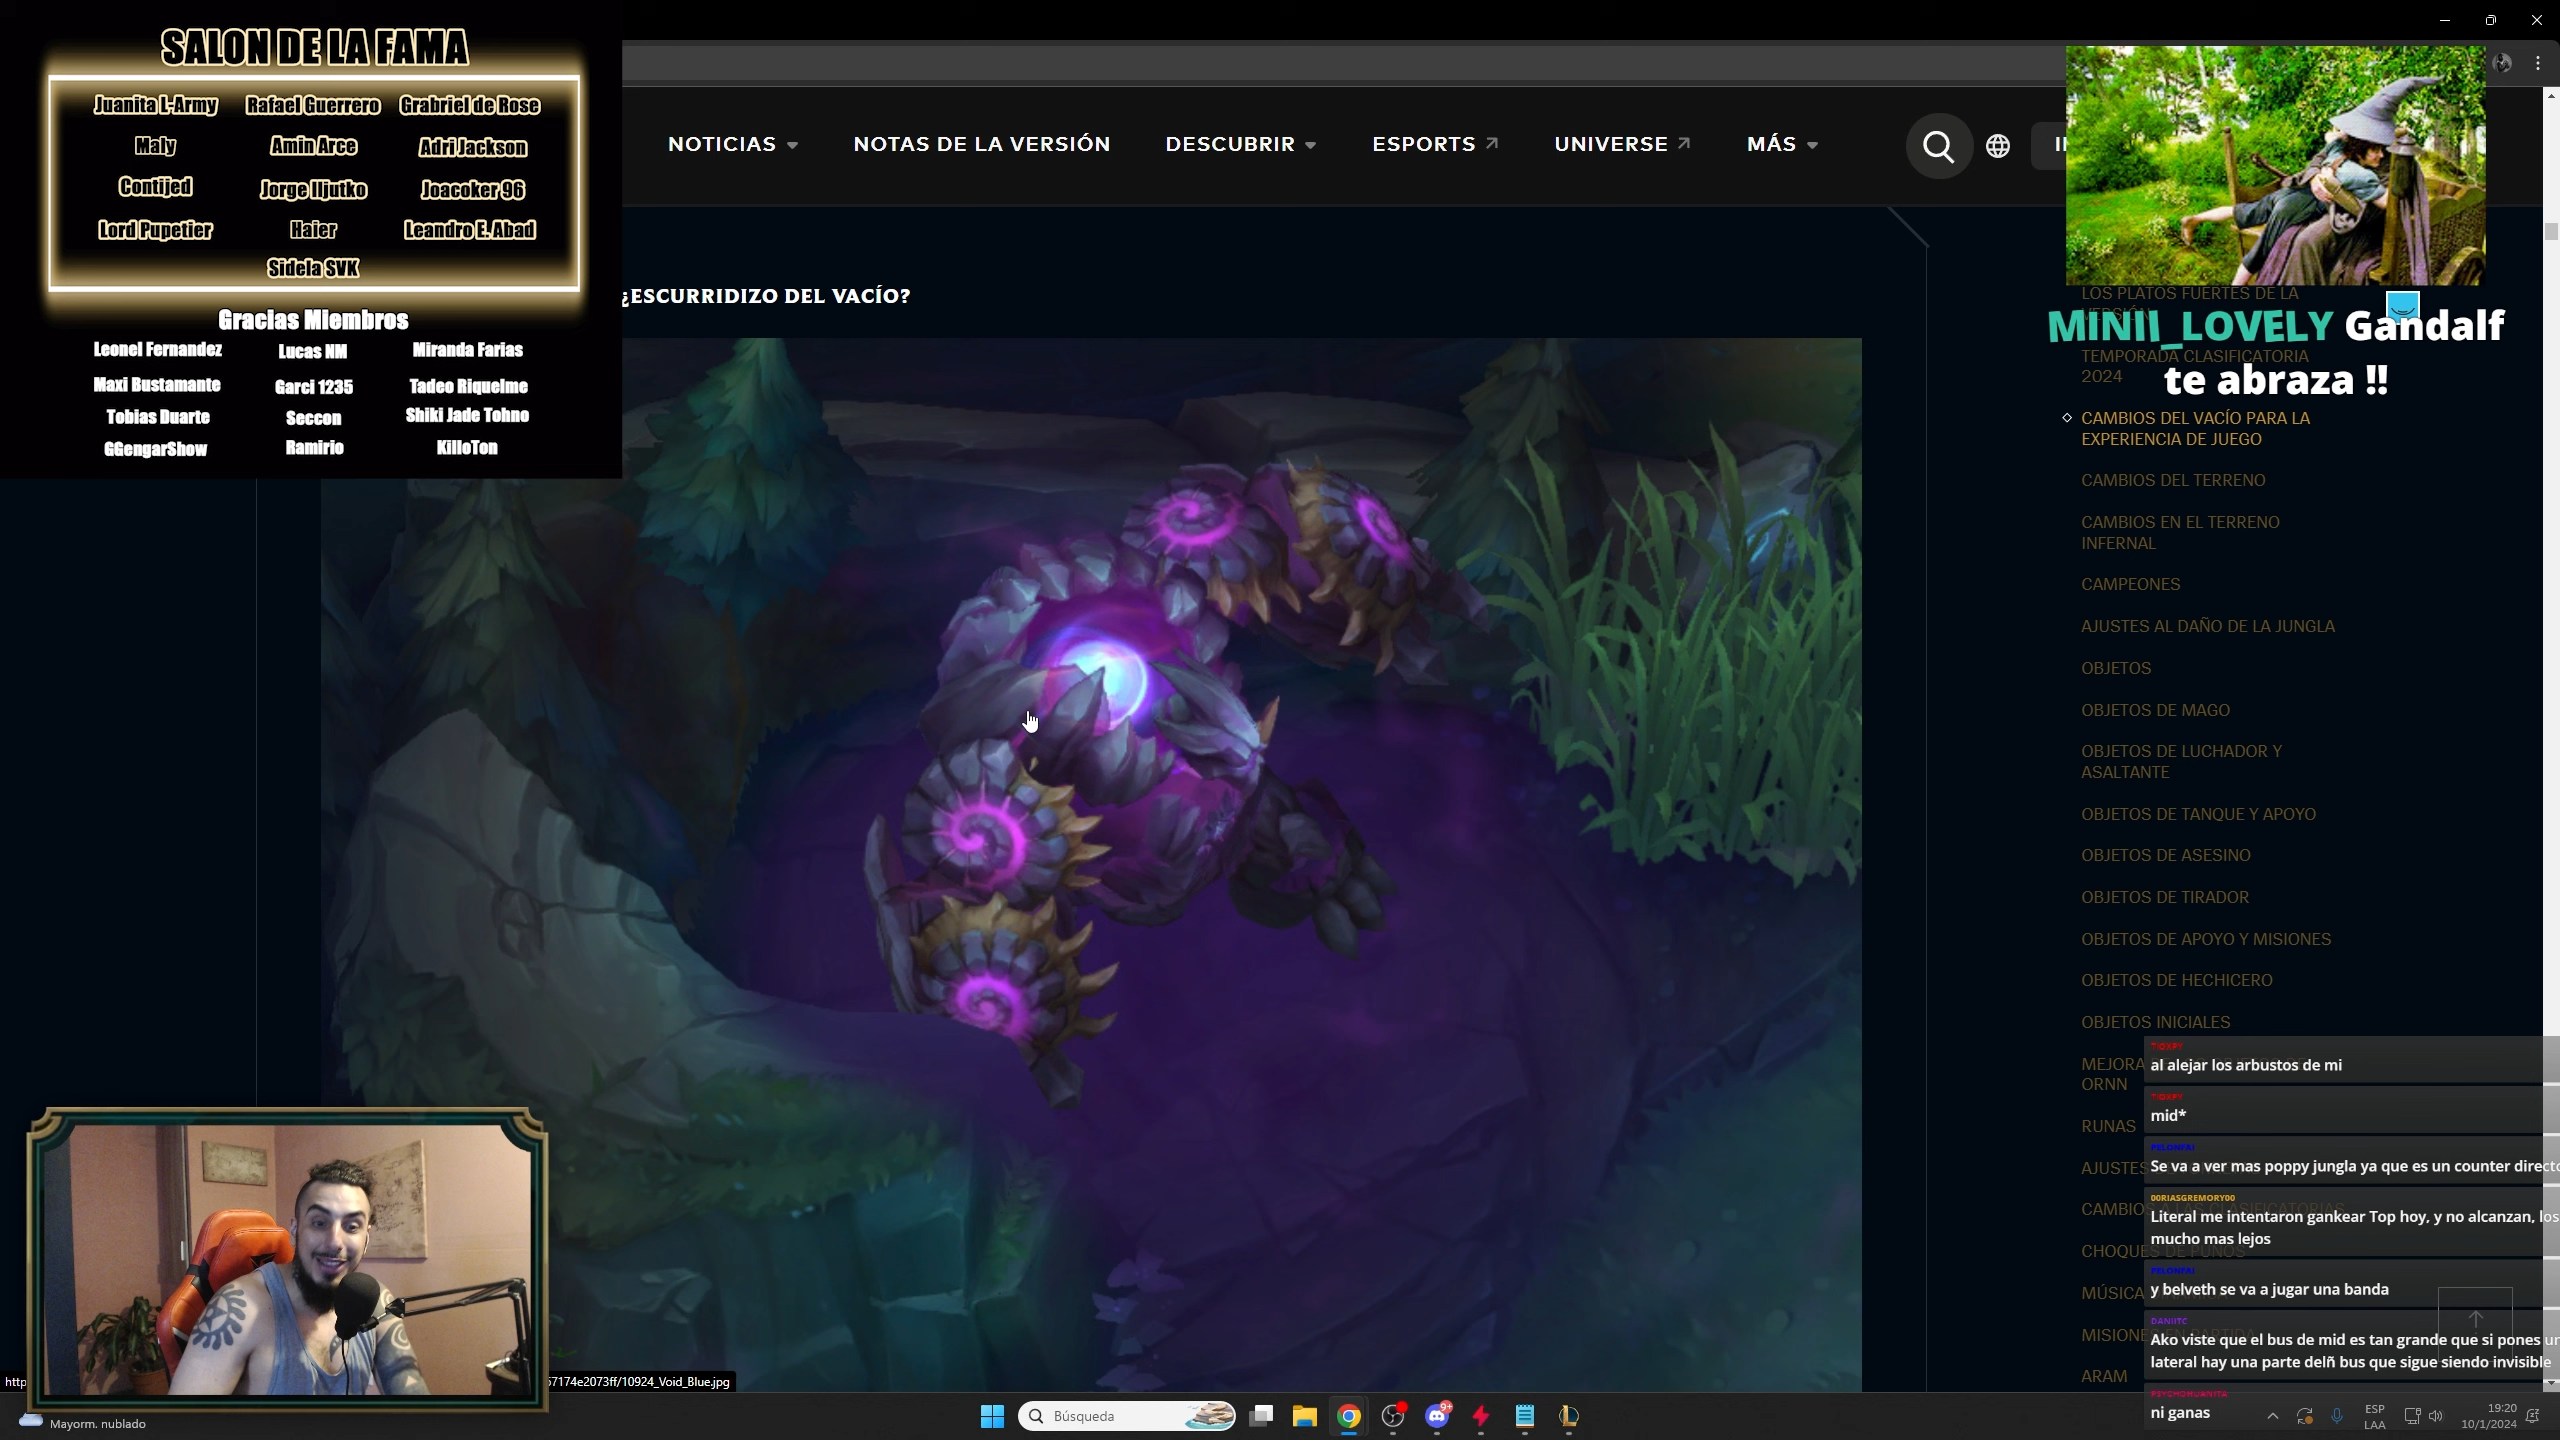 SALON DE LA FAMA
Juanita L-Army Rafael Guerrero Grabriel de Rose
Maly Amin Arce Adri Jackson
Contijed Jorge Iljutko Joacoker 96
Lord Pupetier Haier Leandro E. Abad
Sidela SVK
Gracias Miembros
Leonel Fernandez Lucas NM Miranda Farias
Maxi Bustamante Garci 1235 Tadeo Riquelme
Tobias Duarte Seccon Shiki Jade Tohno
GGengarShow Ramirio KilloTon
NOTICIAS NOTAS DE LA VERSIÓN DESCUBRIR ESPORTS UNIVERSE MÁS
¿ESCURRIDIZO DEL VACÍO?
LOS PLATOS FUERTES DE LA
MINII_LOVELY Gandalf
te abraza !!
TEMPORADA CLASIFICATORIA
2024
CAMBIOS DEL VACÍO PARA LA
EXPERIENCIA DE JUEGO
CAMBIOS DEL TERRENO
CAMBIOS EN EL TERRENO
INFERNAL
CAMPEONES
AJUSTES AL DAÑO DE LA JUNGLA
OBJETOS
OBJETOS DE MAGO
OBJETOS DE LUCHADOR Y
ASALTANTE
OBJETOS DE TANQUE Y APOYO
OBJETOS DE ASESINO
OBJETOS DE TIRADOR
OBJETOS DE APOYO Y MISIONES
OBJETOS DE HECHICERO
OBJETOS INICIALES
MEJORA
ORNN
RUNAS
AJUSTES
CHOQUES DE PUÑOS
MÚSICA
ARAM
al alejar los arbustos de mi
mid*
Se va a ver mas poppy jungla ya que es un counter directo
00RIASGREMORY00
Literal me intentaron gankear Top hoy, y no alcanzan, los
mucho mas lejos
y belveth se va a jugar una banda
DANIITC
Ako viste que el bus de mid es tan grande que si pones un
lateral hay una parte delñ bus que sigue siendo invisible
ni ganas
http
57174e2073ff/10924_Void_Blue.jpg
Mayorm. nublado
Búsqueda
9+
ESP
LAA
19:20
10/1/2024